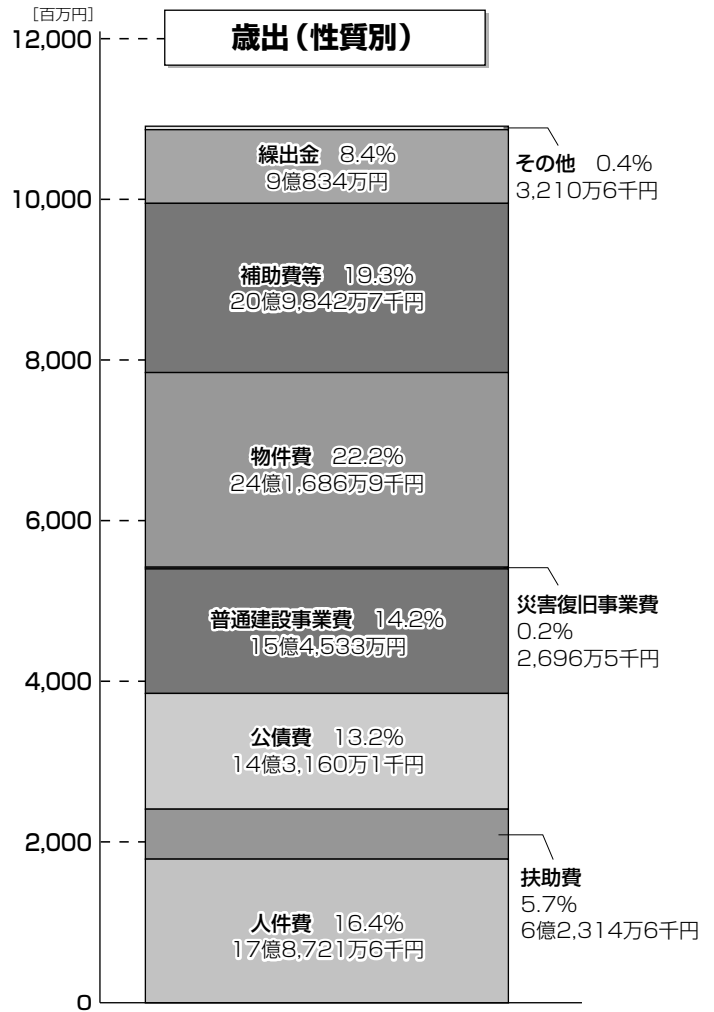 [百万円]
歳出（性質別）
12,000
10,000
8,000
6,000
4,000
2,000
0
その他　0.4%
3,210万6千円
繰出金　8.4%
9億834万円
補助費等　19.3%
20億9,842万7千円
物件費　22.2%
24億1,686万9千円
災害復旧事業費
0.2%
2,696万5千円
普通建設事業費　14.2%
15億4,533万円
公債費　13.2%
14億3,160万1千円
扶助費
5.7%
6億2,314万6千円
人件費　16.4%
17億8,721万6千円